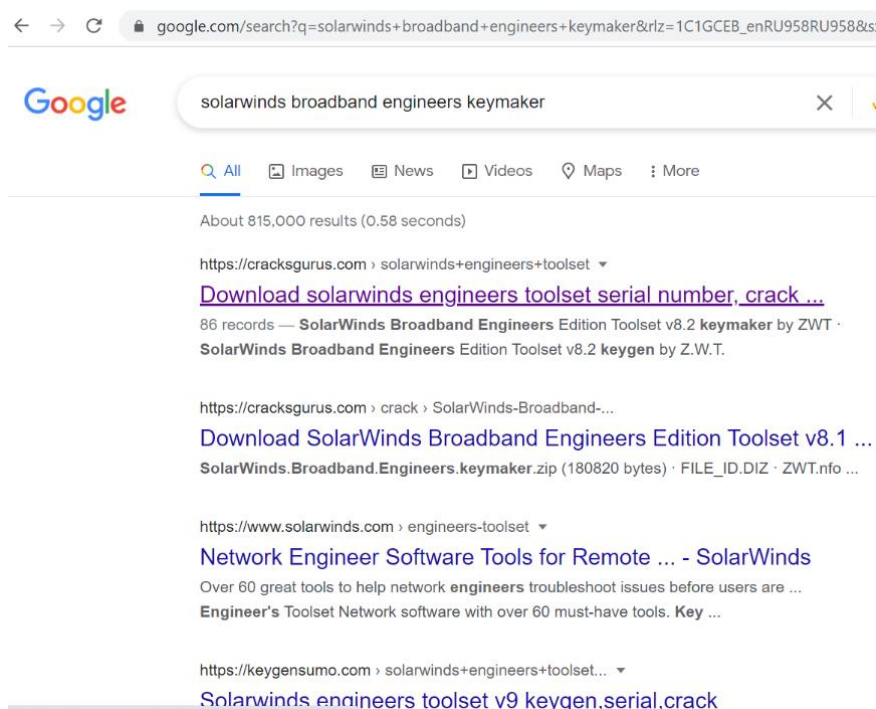 google.com/search?q=solarwinds+broadband+engineers+keymaker&rlz=1C1GCEB_enRU958RU958&s
Google
solarwinds broadband engineers keymaker
All Images News Videos Maps More
About 815,000 results (0.58 seconds)
https://cracksgurus.com › solarwinds+engineers+toolset
Download solarwinds engineers toolset serial number, crack ...
86 records — SolarWinds Broadband Engineers Edition Toolset v8.2 keymaker by ZWT ·
SolarWinds Broadband Engineers Edition Toolset v8.2 keygen by Z.W.T.
https://cracksgurus.com › crack › SolarWinds-Broadband-...
Download SolarWinds Broadband Engineers Edition Toolset v8.1 ...
SolarWinds.Broadband.Engineers.keymaker.zip (180820 bytes) · FILE_ID.DIZ · ZWT.nfo ...
https://www.solarwinds.com › engineers-toolset
Network Engineer Software Tools for Remote ... - SolarWinds
Over 60 great tools to help network engineers troubleshoot issues before users are ...
Engineer's Toolset Network software with over 60 must-have tools. Key ...
https://keygensumo.com › solarwinds+engineers+toolset...
Solarwinds engineers toolset v9 keygen,serial,crack